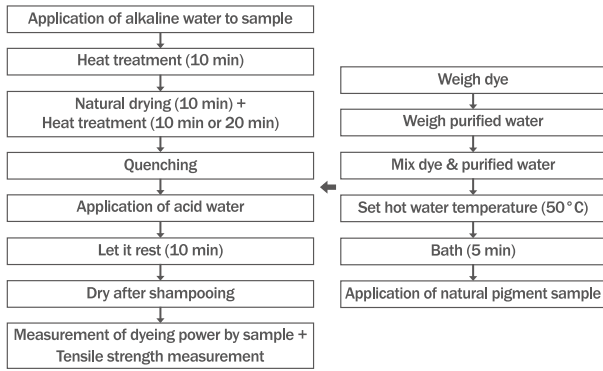 Application of alkaline water to sample
Heat treatment (10 min)
Natural drying (10 min) +
Heat treatment (10 min or 20 min)
Quenching
Application of acid water
Let it rest (10 min)
Dry after shampooing
Measurement of dyeing power by sample +
Tensile strength measurement
Weigh dye
Weigh purified water
Mix dye & purified water
Set hot water temperature (50°C)
Bath (5 min)
Application of natural pigment sample